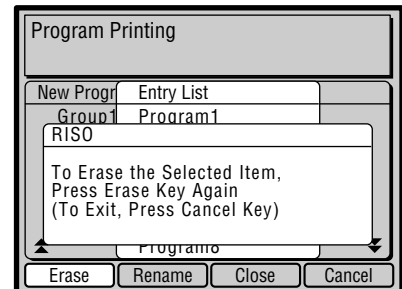 Program Printing
New Progr
Entry List
Group1
Program1
RISO
To Erase the Selected Item,
Press Erase Key Again
(To Exit, Press Cancel Key)
Program8
Erase
Rename
Close
Cancel